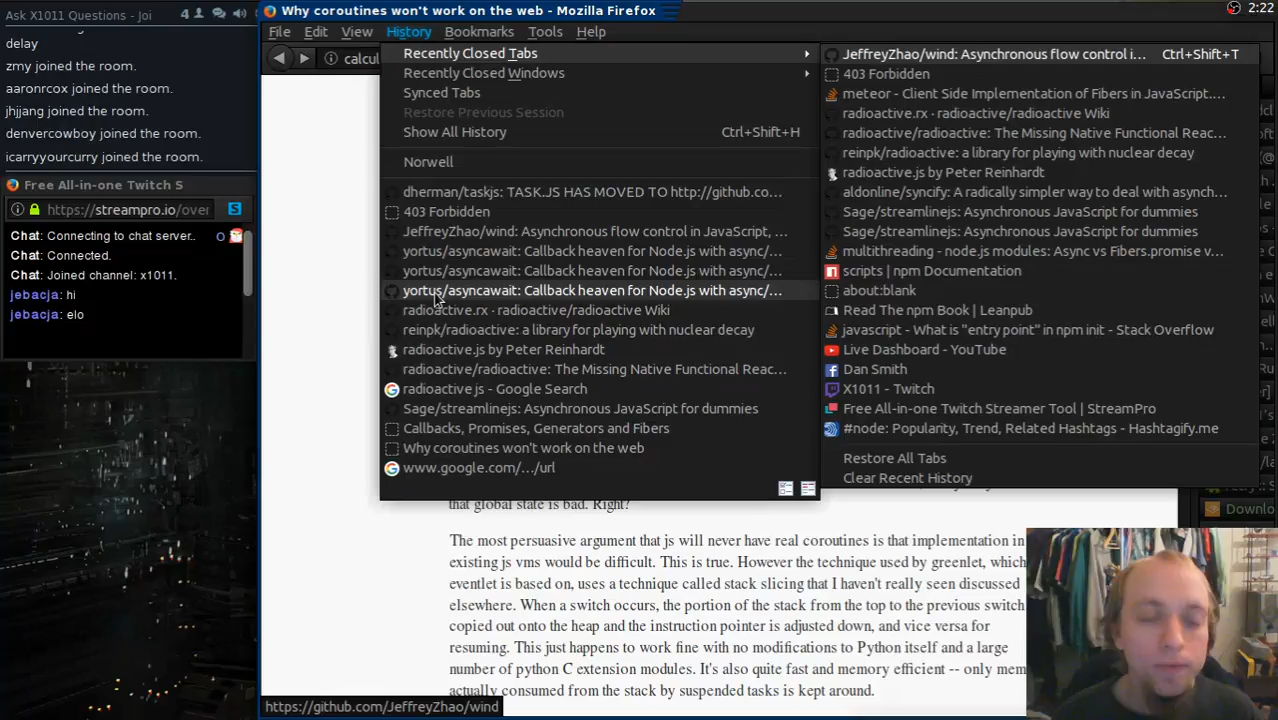 Ask X1011 Questions - Joi
4
delay
zmy joined the room.
aaronrcox joined the room.
jhjjang joined the room.
denvercowboy joined the room.
icarryyourcurry joined the room.
Free All-in-one Twitch S
https://streampro.io/over
Chat: Connecting to chat server..
Chat: Connected.
Chat: Joined channel: x1011.
jebacja: hi
jebacja: elo
Why coroutines won't work on the web - Mozilla Firefox
2:22
File Edit View History Bookmarks Tools Help
calcul
Recently Closed Tabs
Recently Closed Windows
Synced Tabs
Restore Previous Session
Show All History Ctrl+Shift+H
Norwell
dherman/taskjs: TASK.JS HAS MOVED TO http://github.co...
403 Forbidden
JeffreyZhao/wind: Asynchronous flow control in JavaScript, ...
yortus/asyncawait: Callback heaven for Node.js with async/...
yortus/asyncawait: Callback heaven for Node.js with async/...
yortus/asyncawait: Callback heaven for Node.js with async/...
radioactive.rx · radioactive/radioactive Wiki
reinpk/radioactive: a library for playing with nuclear decay
radioactive.js by Peter Reinhardt
radioactive/radioactive: The Missing Native Functional Reac...
radioactive js - Google Search
Sage/streamlinejs: Asynchronous JavaScript for dummies
Callbacks, Promises, Generators and Fibers
Why coroutines won't work on the web
www.google.com/.../url
JeffreyZhao/wind: Asynchronous flow control i... Ctrl+Shift+T
403 Forbidden
meteor - Client Side Implementation of Fibers in JavaScript....
radioactive.rx · radioactive/radioactive Wiki
radioactive/radioactive: The Missing Native Functional Reac...
reinpk/radioactive: a library for playing with nuclear decay
radioactive.js by Peter Reinhardt
aldonline/syncify: A radically simpler way to deal with asynch...
Sage/streamlinejs: Asynchronous JavaScript for dummies
Sage/streamlinejs: Asynchronous JavaScript for dummies
multithreading - node.js modules: Async vs Fibers.promise v...
scripts | npm Documentation
about:blank
Read The npm Book | Leanpub
javascript - What is "entry point" in npm init - Stack Overflow
Live Dashboard - YouTube
Dan Smith
X1011 - Twitch
Free All-in-one Twitch Streamer Tool | StreamPro
#node: Popularity, Trend, Related Hashtags - Hashtagify.me
Restore All Tabs
Clear Recent History
Downlo
that global state is bad. Right?
The most persuasive argument that js will never have real coroutines is that implementation in
existing js vms would be difficult. This is true. However the technique used by greenlet, which
eventlet is based on, uses a technique called stack slicing that I haven't really seen discussed
elsewhere. When a switch occurs, the portion of the stack from the top to the previous switch
copied out onto the heap and the instruction pointer is adjusted down, and vice versa for
resuming. This just happens to work fine with no modifications to Python itself and a large
number of python C extension modules. It's also quite fast and memory efficient -- only mem
actually consumed from the stack by suspended tasks is kept around.
https://github.com/JeffreyZhao/wind